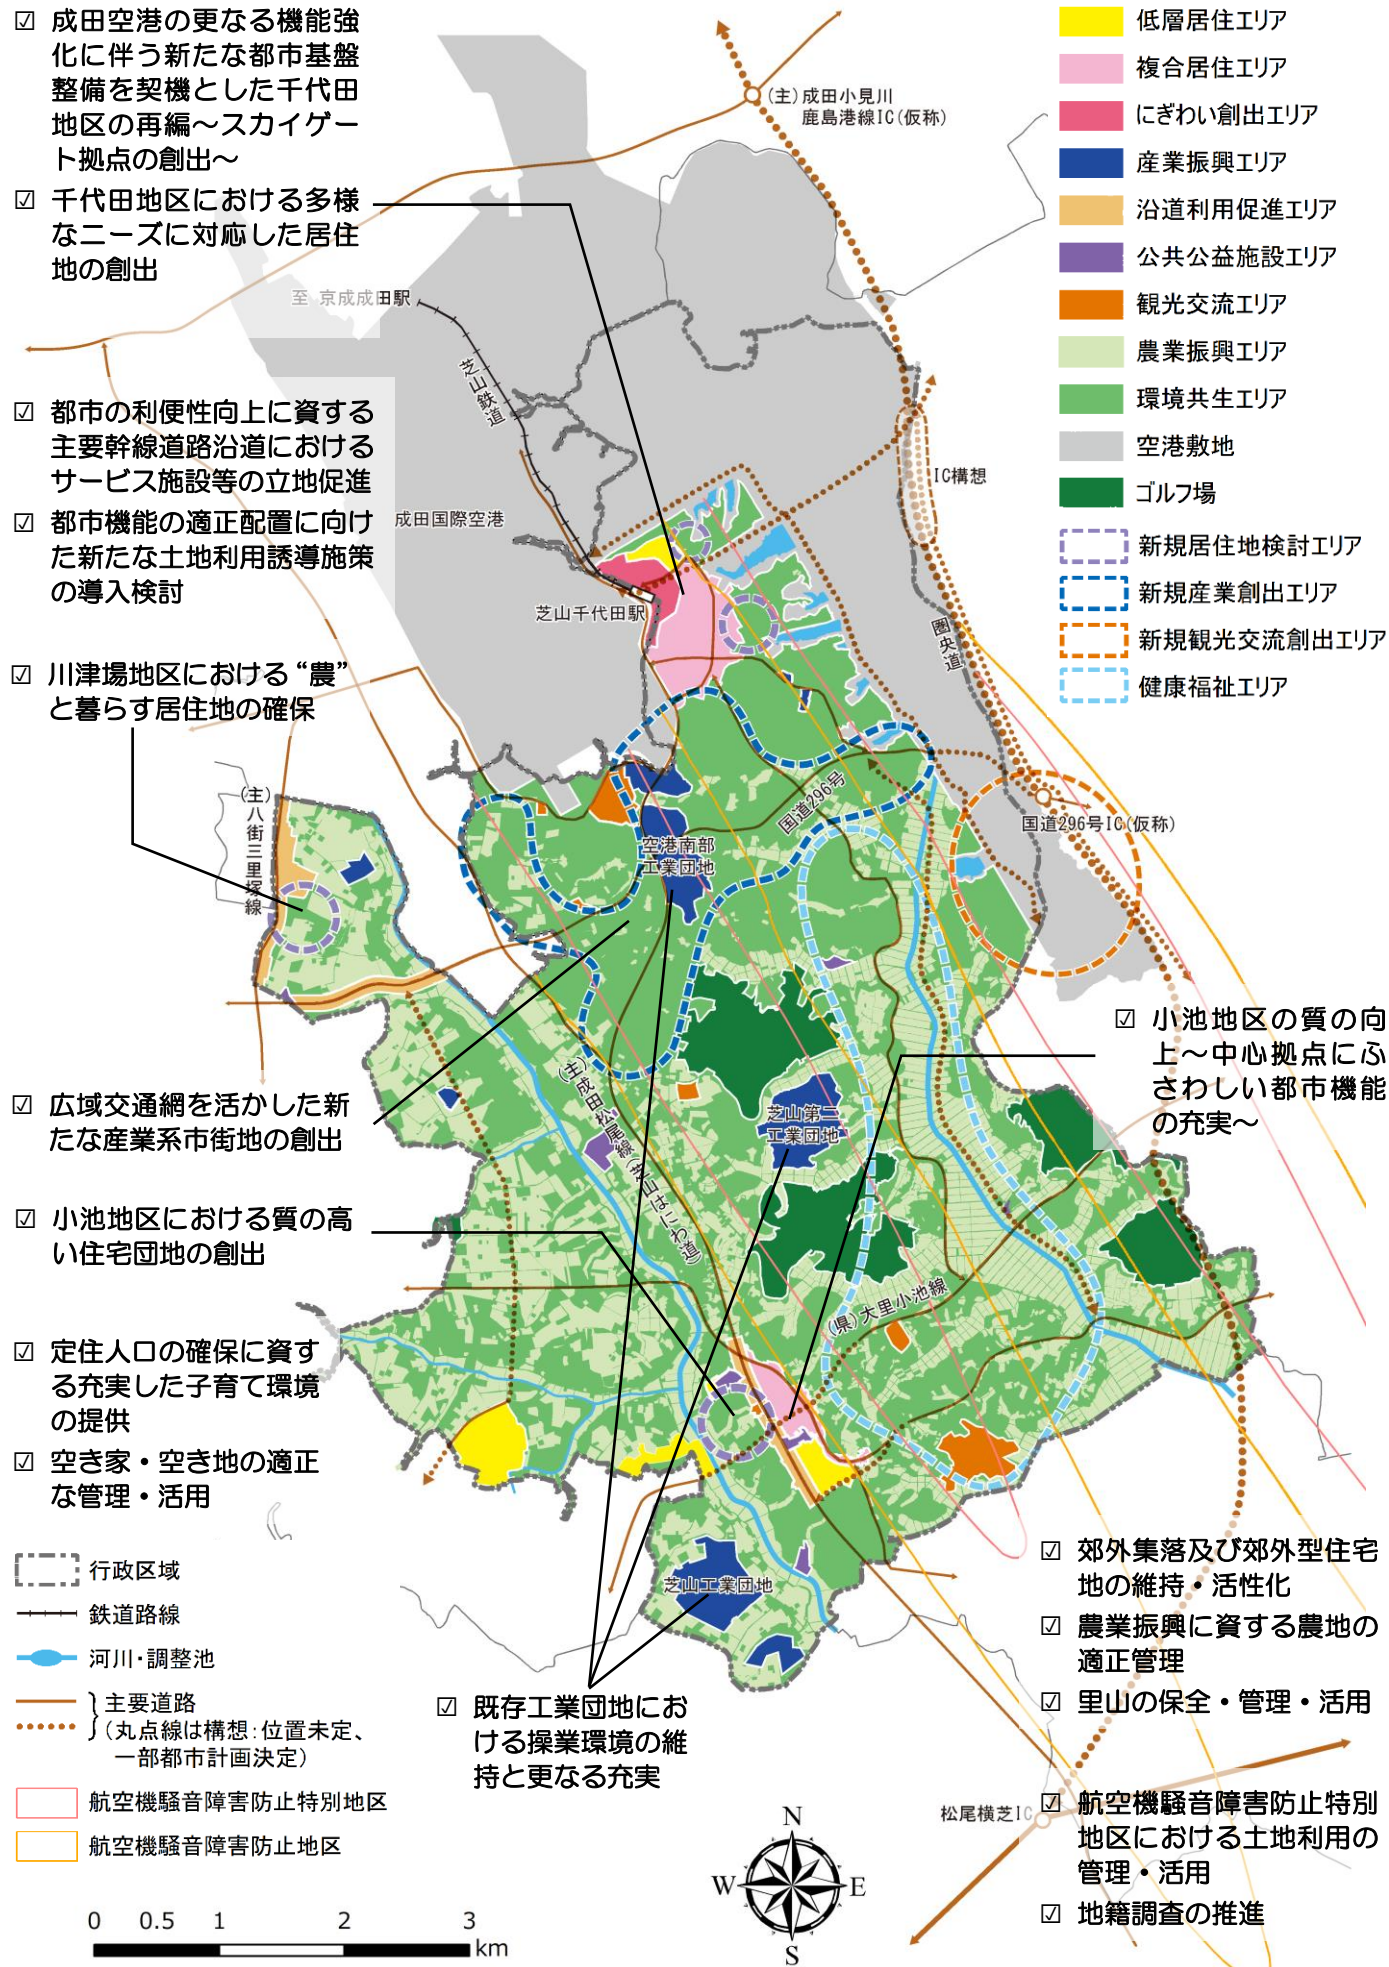 ☑ 成田空港の更なる機能強
化に伴う新たな都市基盤
整備を契機とした千代田
地区の再編～スカイゲー
ト拠点の創出～
☑ 千代田地区における多様
なニーズに対応した居住
地の創出
☑ 都市の利便性向上に資する
主要幹線道路沿道における
サービス施設等の立地促進
☑ 都市機能の適正配置に向け
た新たな土地利用誘導施策
の導入検討
☑ 川津場地区における“農”
と暮らす居住地の確保
☑ 広域交通網を活かした新
たな産業系市街地の創出
☑ 小池地区における質の高
い住宅団地の創出
☑ 定住人口の確保に資す
る充実した子育て環境
の提供
☑ 空き家・空き地の適正
な管理・活用
行政区域
鉄道路線
河川・調整池
主要道路
（丸点線は構想：位置未定、
一部都市計画決定）
航空機騒音障害防止特別地区
航空機騒音障害防止地区
0 0.5 1 2 3
km
低層居住エリア
複合居住エリア
にぎわい創出エリア
産業振興エリア
沿道利用促進エリア
公共公益施設エリア
観光交流エリア
農業振興エリア
環境共生エリア
空港敷地
ゴルフ場
新規居住地検討エリア
新規産業創出エリア
新規観光交流創出エリア
健康福祉エリア
(主)成田小見川
鹿島港線IC(仮称)
至 京成成田駅
芝山鉄道
成田国際空港
芝山千代田駅
IC構想
圏央道
国道296号
国道296号IC(仮称)
(主)八街三里塚線
空港南部
工業団地
(主)成田松尾線(芝山はにわ道)
芝山第二
工業団地
(県)大里小池線
芝山工業団地
松尾横芝IC
☑ 小池地区の質の向
上～中心拠点にふ
さわしい都市機能
の充実～
☑ 既存工業団地にお
ける操業環境の維
持と更なる充実
☑ 郊外集落及び郊外型住宅
地の維持・活性化
☑ 農業振興に資する農地の
適正管理
☑ 里山の保全・管理・活用
☑ 航空機騒音障害防止特別
地区における土地利用の
管理・活用
☑ 地籍調査の推進
N
W
E
S